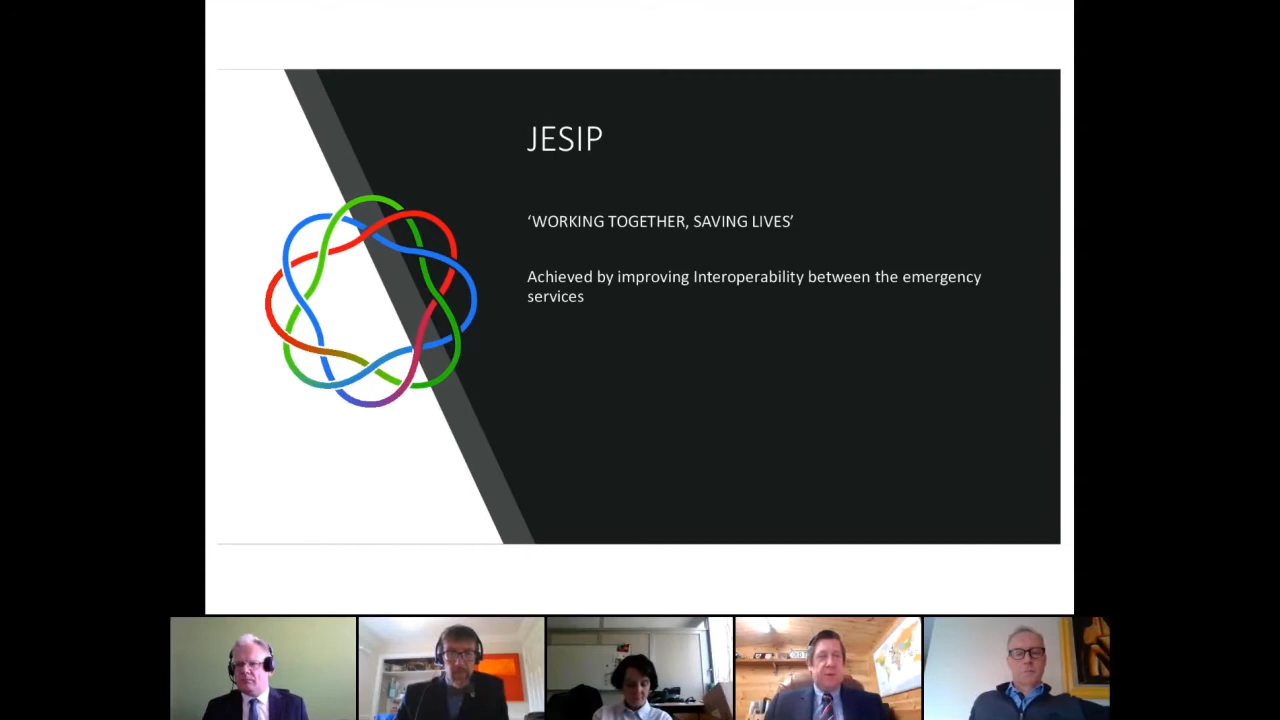 JESIP
‘WORKING TOGETHER, SAVING LIVES’
Achieved by improving Interoperability between the emergency
services